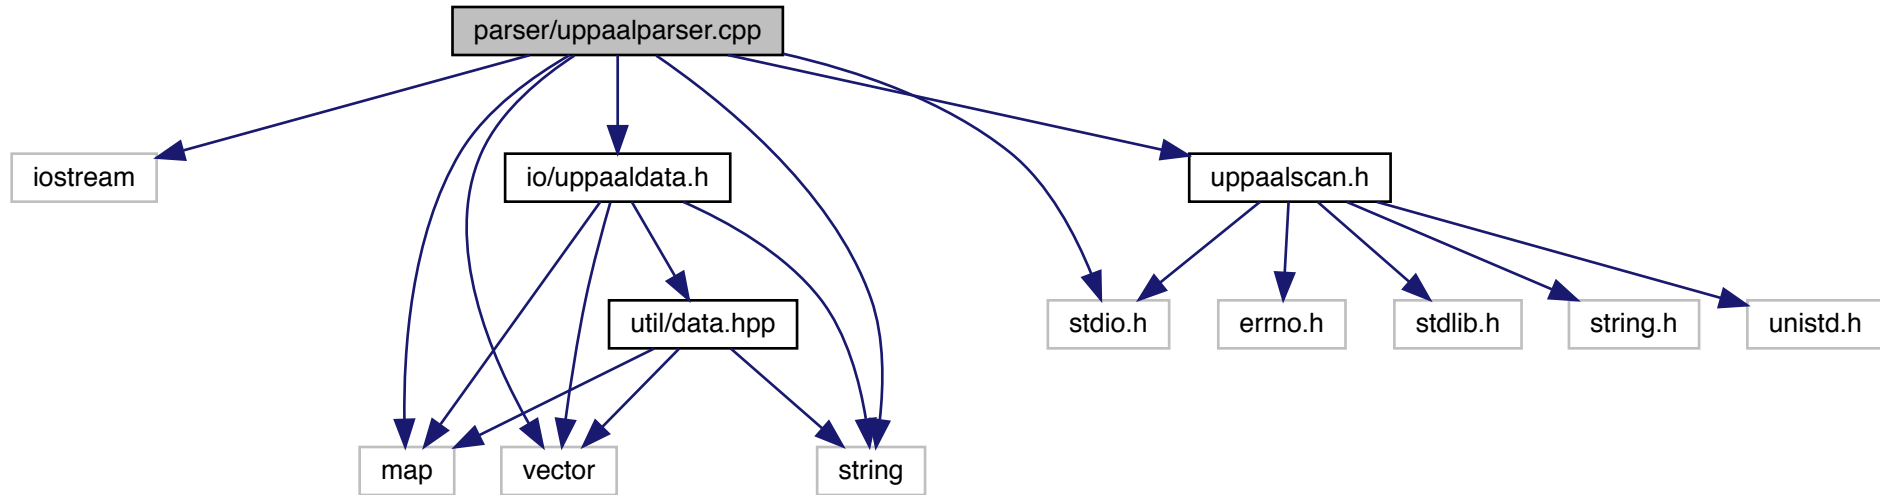 parser/uppaalparser.cpp
iostream
io/uppaaldata.h
uppaalscan.h
util/data.hpp
stdio.h
errno.h
stdlib.h
string.h
unistd.h
map
vector
string